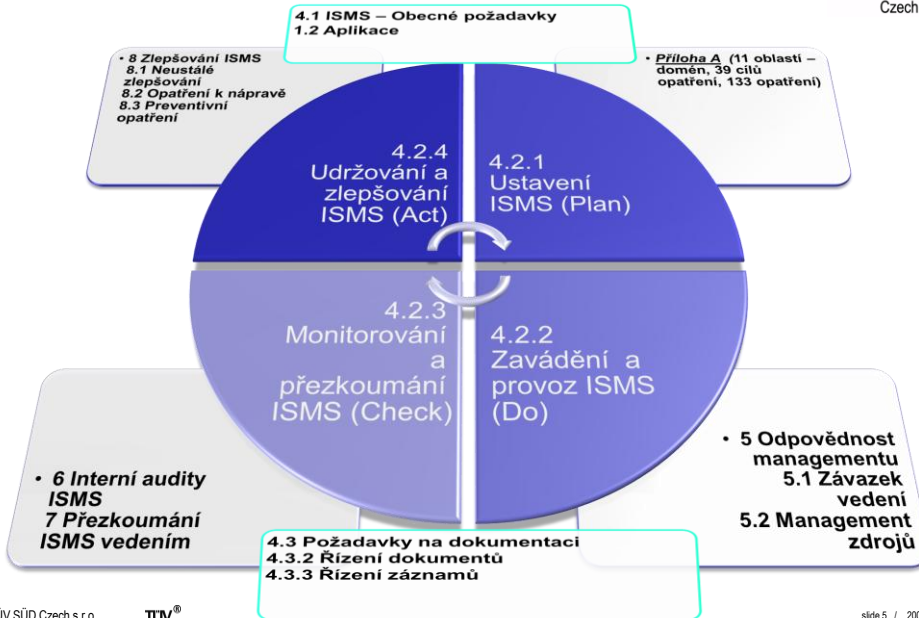 Czech
4.1 ISMS – Obecné požadavky
1.2 Aplikace
• 8 Zlepšování ISMS
8.1 Neustálé
zlepšování
8.2 Opatření k nápravě
8.3 Preventivní
opatření
• Příloha A (11 oblastí –
domén, 39 cílů
opatření, 133 opatření)
4.2.4
Udržování a
zlepšování
ISMS (Act)
4.2.1
Ustavení
ISMS (Plan)
4.2.3
Monitorování
a
přezkoumání
ISMS (Check)
4.2.2
Zavádění a
provoz ISMS
(Do)
• 6 Interní audity
ISMS
7 Přezkoumání
ISMS vedením
• 5 Odpovědnost
managementu
5.1 Závazek
vedení
5.2 Management
zdrojů
4.3 Požadavky na dokumentaci
4.3.2 Řízení dokumentů
4.3.3 Řízení záznamů
SÜD Czech s.r.o.
slide 5 / 200